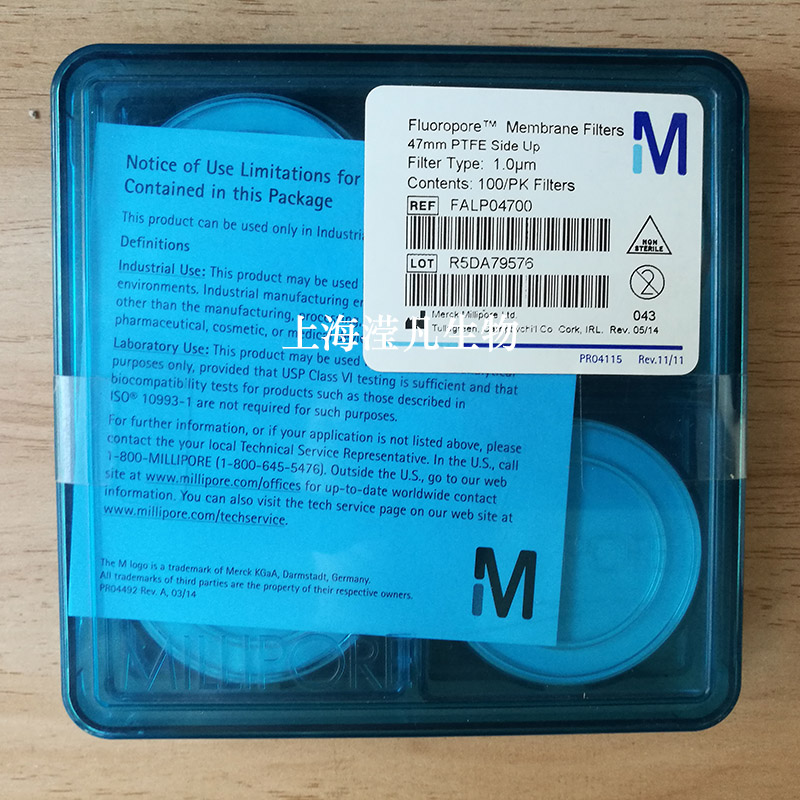 Fluoropore™ Membrane Filters
47mm PTFE Side Up
Filter Type: 1.0µm
Contents: 100/PK Filters
REF FALP04700
NON STERILE
LOT R5DA79576
2
043
Merck Millipore Ltd.
Tullagreen, Co Cork, IRL. Rev. 05/14
PR04115 Rev.11/11
M
Notice of Use Limitations for
Contained in this Package
This product can be used only in
Definitions
Industrial Use: This product may be used
environments. Industrial manufacturing
other than the manufacturing,
pharmaceutical, cosmetic, or
Laboratory Use: This product may be used
purposes only, provided that USP Class VI testing is sufficient and that
biocompatibility tests for products such as those described in
ISO® 10993-1 are not required for such purposes.
For further information, or if your application is not listed above, please
contact the your local Technical Service Representative. In the U.S., call
1-800-MILLIPORE (1-800-645-5476). Outside the U.S., go to our web
site at www.millipore.com/offices for up-to-date worldwide contact
information. You can also visit the tech service page on our web site at
www.millipore.com/techservice.
The M logo is a trademark of Merck KGaA, Darmstadt, Germany.
All trademarks of third parties are the property of their respective owners.
PR04492 Rev. A, 03/14
M
MILLIPORE
上海滢凡生物